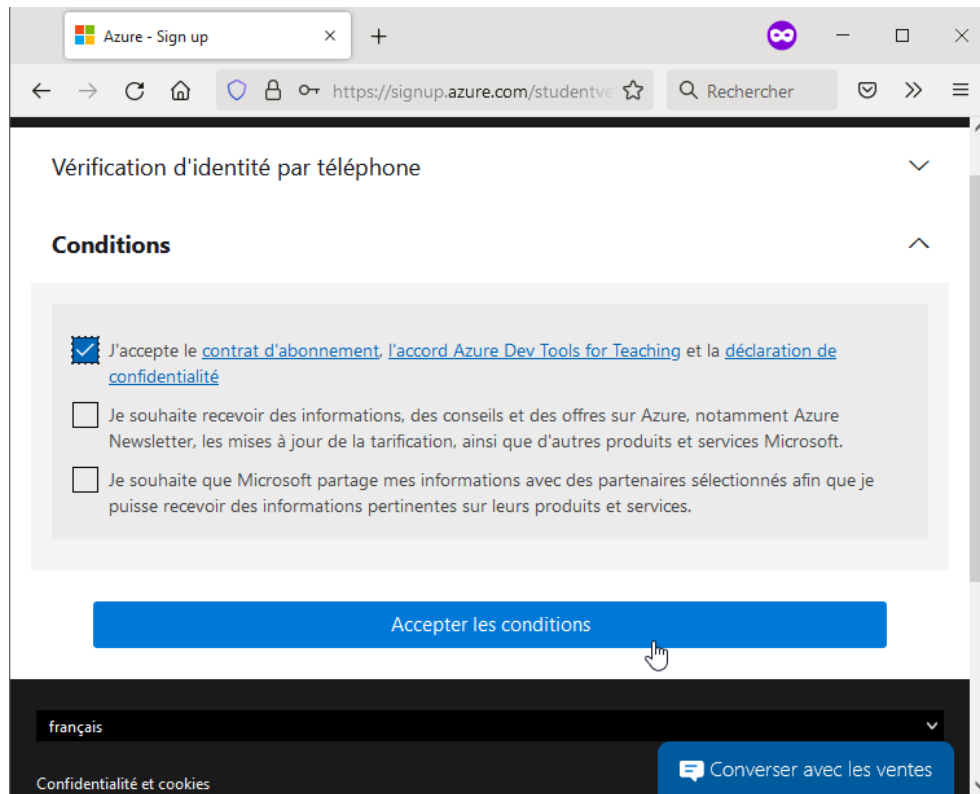 Azure - Sign up
https://signup.azure.com/studentve
Rechercher
Vérification d'identité par téléphone
Conditions
J'accepte le contrat d'abonnement, l'accord Azure Dev Tools for Teaching et la déclaration de
confidentialité
Je souhaite recevoir des informations, des conseils et des offres sur Azure, notamment Azure
Newsletter, les mises à jour de la tarification, ainsi que d'autres produits et services Microsoft.
Je souhaite que Microsoft partage mes informations avec des partenaires sélectionnés afin que je
puisse recevoir des informations pertinentes sur leurs produits et services.
Accepter les conditions
français
Converser avec les ventes
Confidentialité et cookies